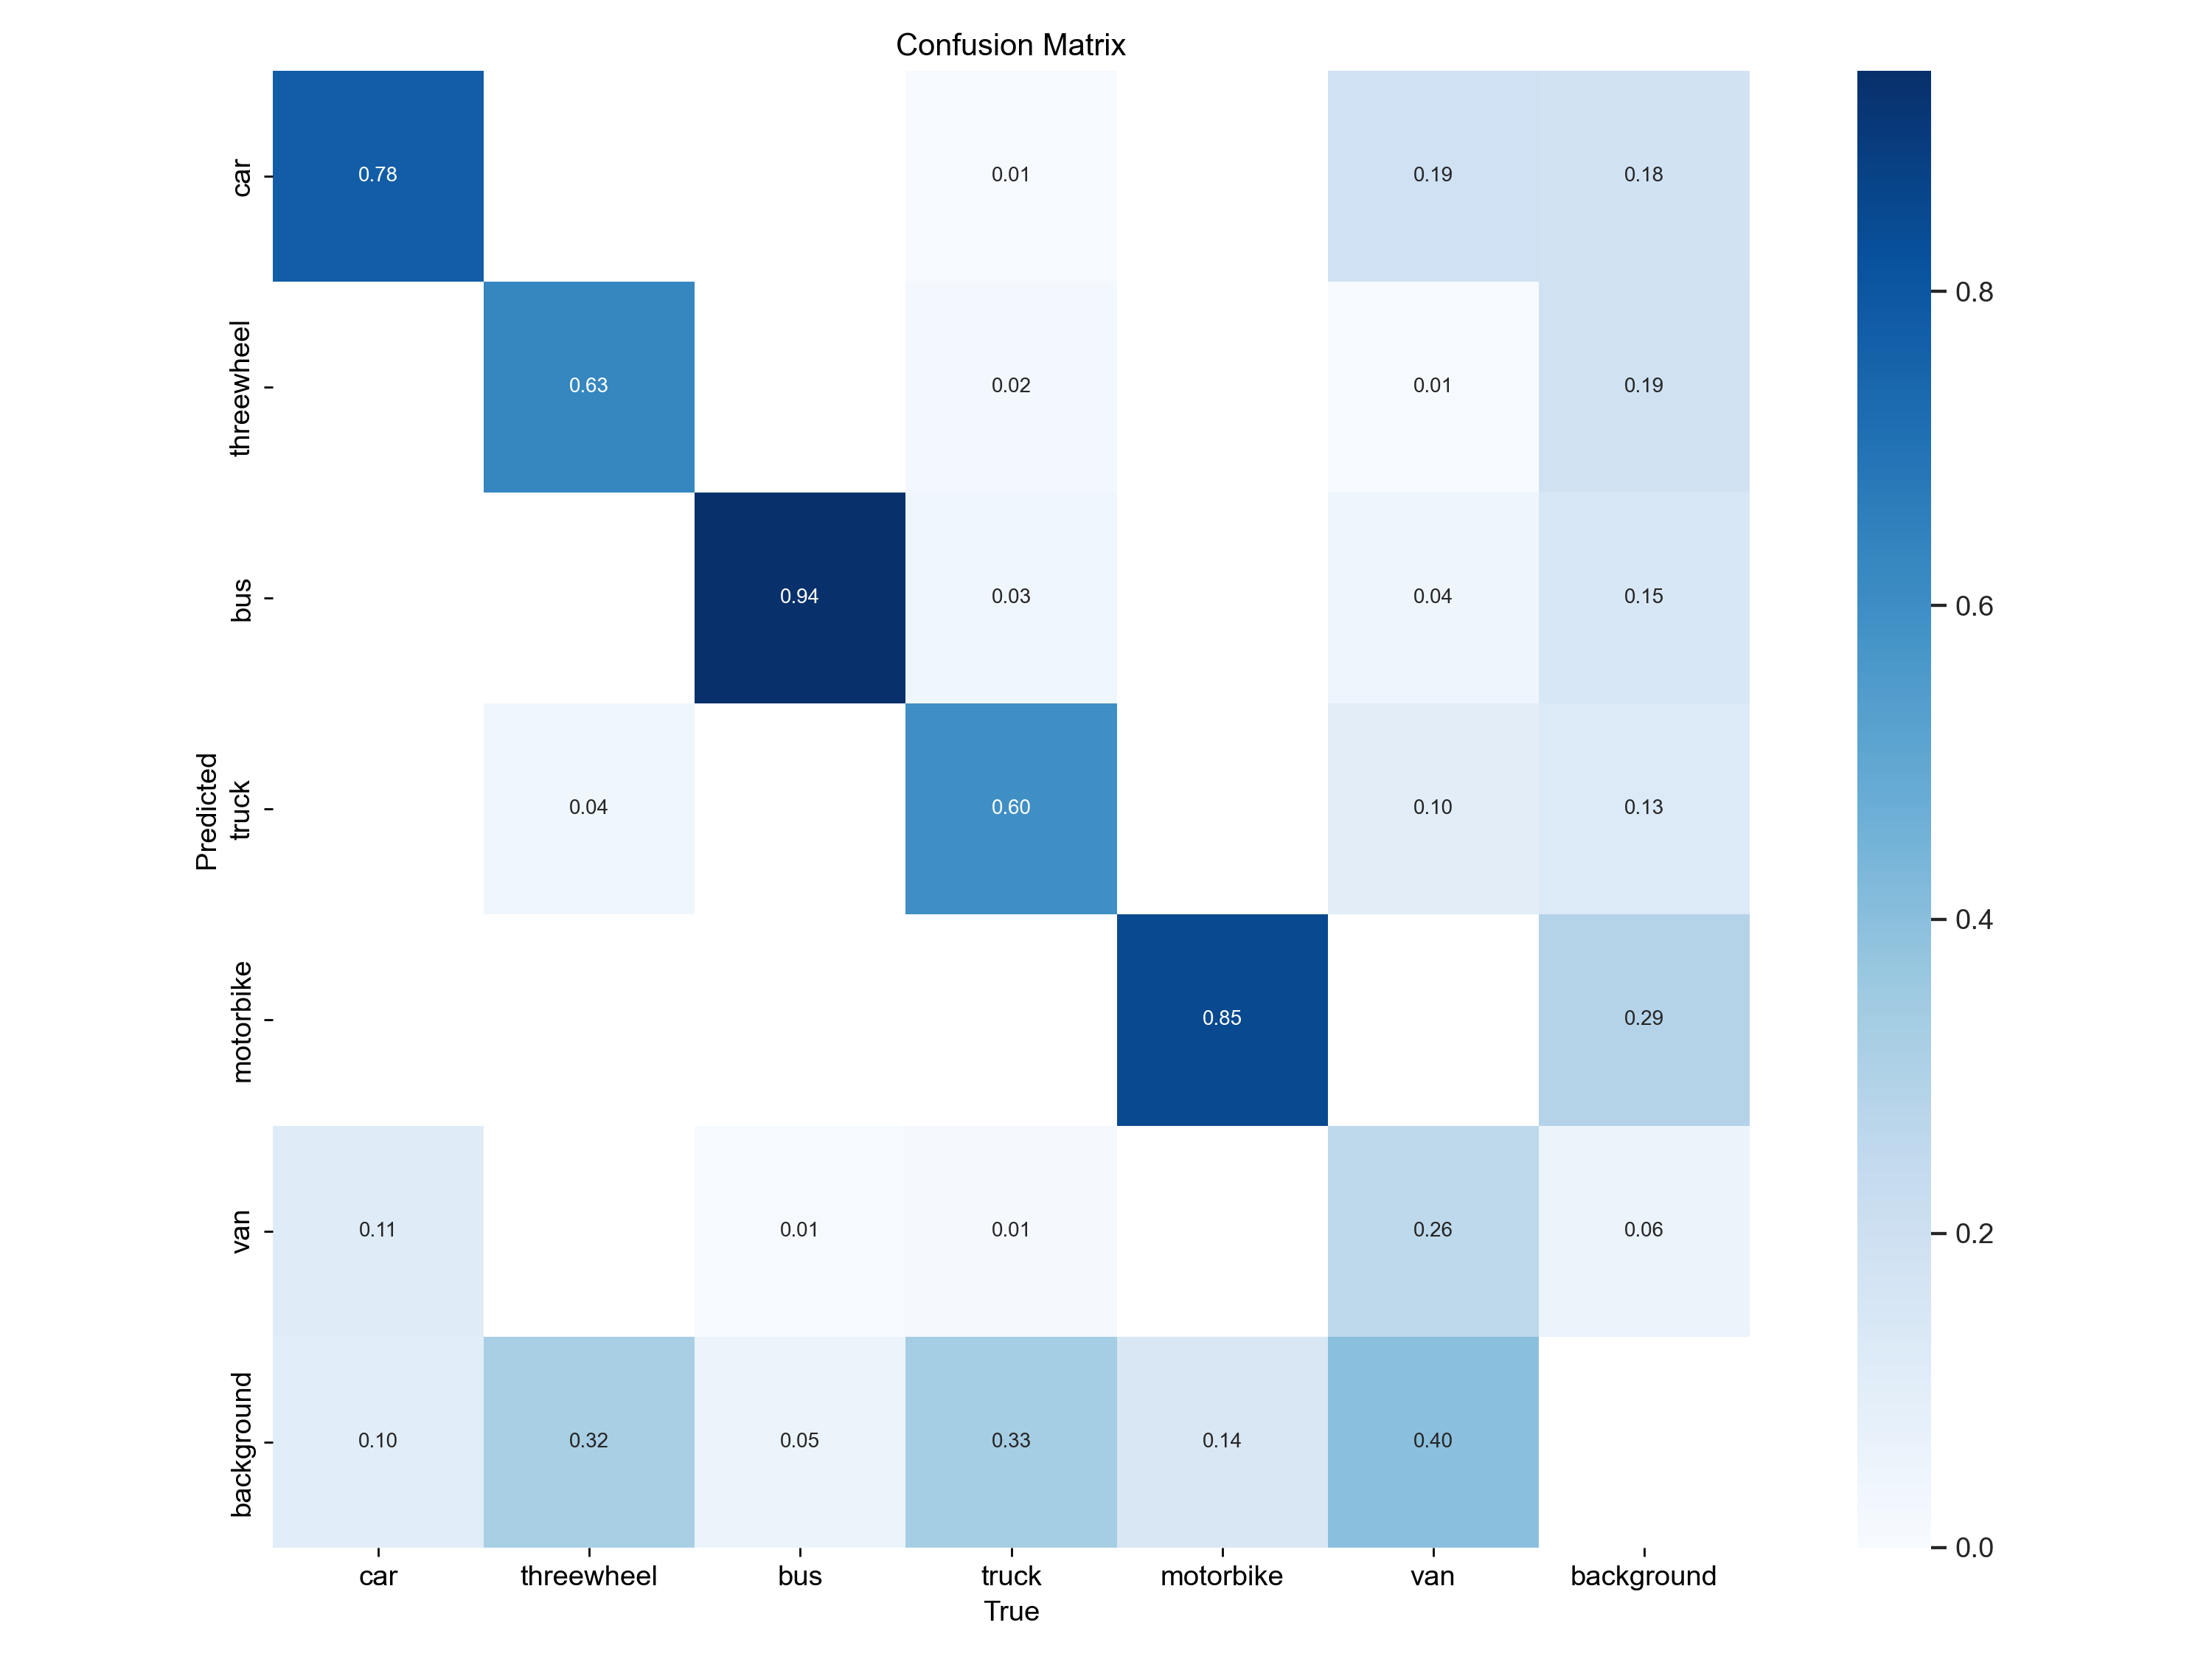 Confusion Matrix
car
0.78
0.01
0.19
0.18
threewheel
0.63
0.02
0.01
0.19
bus
0.94
0.03
0.04
0.15
Predicted
truck
0.04
0.60
0.10
0.13
motorbike
0.85
0.29
van
0.11
0.01
0.01
0.26
0.06
background
0.10
0.32
0.05
0.33
0.14
0.40
car
threewheel
bus
truck
motorbike
van
background
True
0.8
0.6
0.4
0.2
0.0